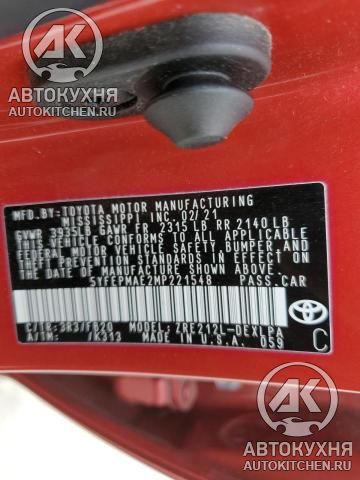 АК
АВТОКУХНЯ
AUTOKITCHEN.RU
MFD.BY:TOYOTA MOTOR MANUFACTURING
MISSISSIPPI INC. 02/21
GVWR 3935LB GAWR FR 2315 LB RR 2140 LB
THIS VEHICLE CONFORMS TO ALL APPLICABLE
FEDERAL MOTOR VEHICLE SAFETY, BUMPER, AND
THEFT PREVENTION STANDARDS IN EFFECT ON
THE DATE OF MANUFACTURE SHOWN ABOVE.
5YFEPMAE2MP221548 PASS.CAR
C/TR: 3R3/FB20 MODEL: ZRE212L-DEXLPA
A/TM: /K313 MADE IN U.S.A. 059
TOYOTA
C
АК
АВТОКУХНЯ
AUTOKITCHEN.RU